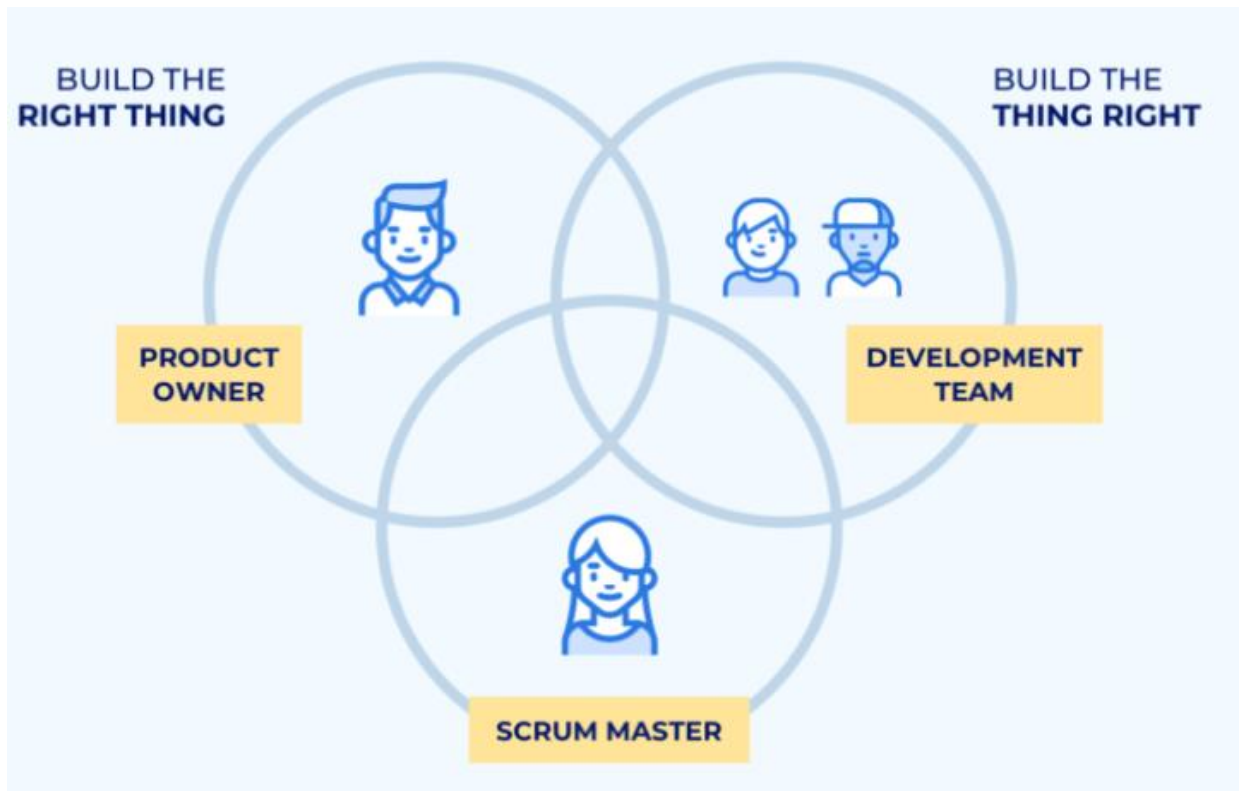 BUILD THE
RIGHT THING
BUILD THE
THING RIGHT
PRODUCT
OWNER
DEVELOPMENT
TEAM
SCRUM MASTER